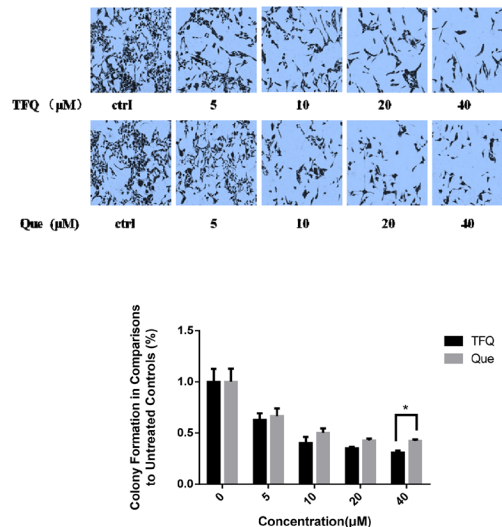 TFQ （μM） ctrl 5 10 20 40
Que (μM) ctrl 5 10 20 40
Colony Formation in Comparisons
to Untreated Controls (%)
1.5
1.0
0.5
0.0
*
TFQ
Que
0 5 10 20 40
Concentration(μM)